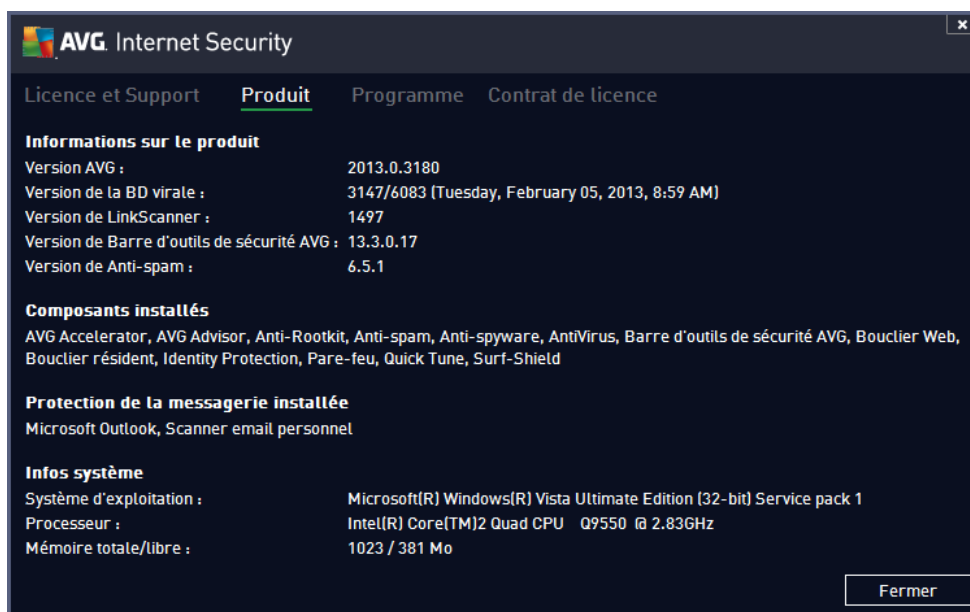 AVG. Internet Security
Licence et Support Produit Programme Contrat de licence
Informations sur le produit
Version AVG : 2013.0.3180
Version de la BD virale : 3147/6083 (Tuesday, February 05, 2013, 8:59 AM)
Version de LinkScanner : 1497
Version de Barre d'outils de sécurité AVG : 13.3.0.17
Version de Anti-spam : 6.5.1
Composants installés
AVG Accelerator, AVG Advisor, Anti-Rootkit, Anti-spam, Anti-spyware, AntiVirus, Barre d'outils de sécurité AVG, Bouclier Web,
Bouclier résident, Identity Protection, Pare-feu, Quick Tune, Surf-Shield
Protection de la messagerie installée
Microsoft Outlook, Scanner email personnel
Infos système
Système d'exploitation : Microsoft(R) Windows(R) Vista Ultimate Edition (32-bit) Service pack 1
Processeur : Intel(R) Core(TM)2 Quad CPU Q9550 @ 2.83GHz
Mémoire totale/libre : 1023 / 381 Mo
Fermer